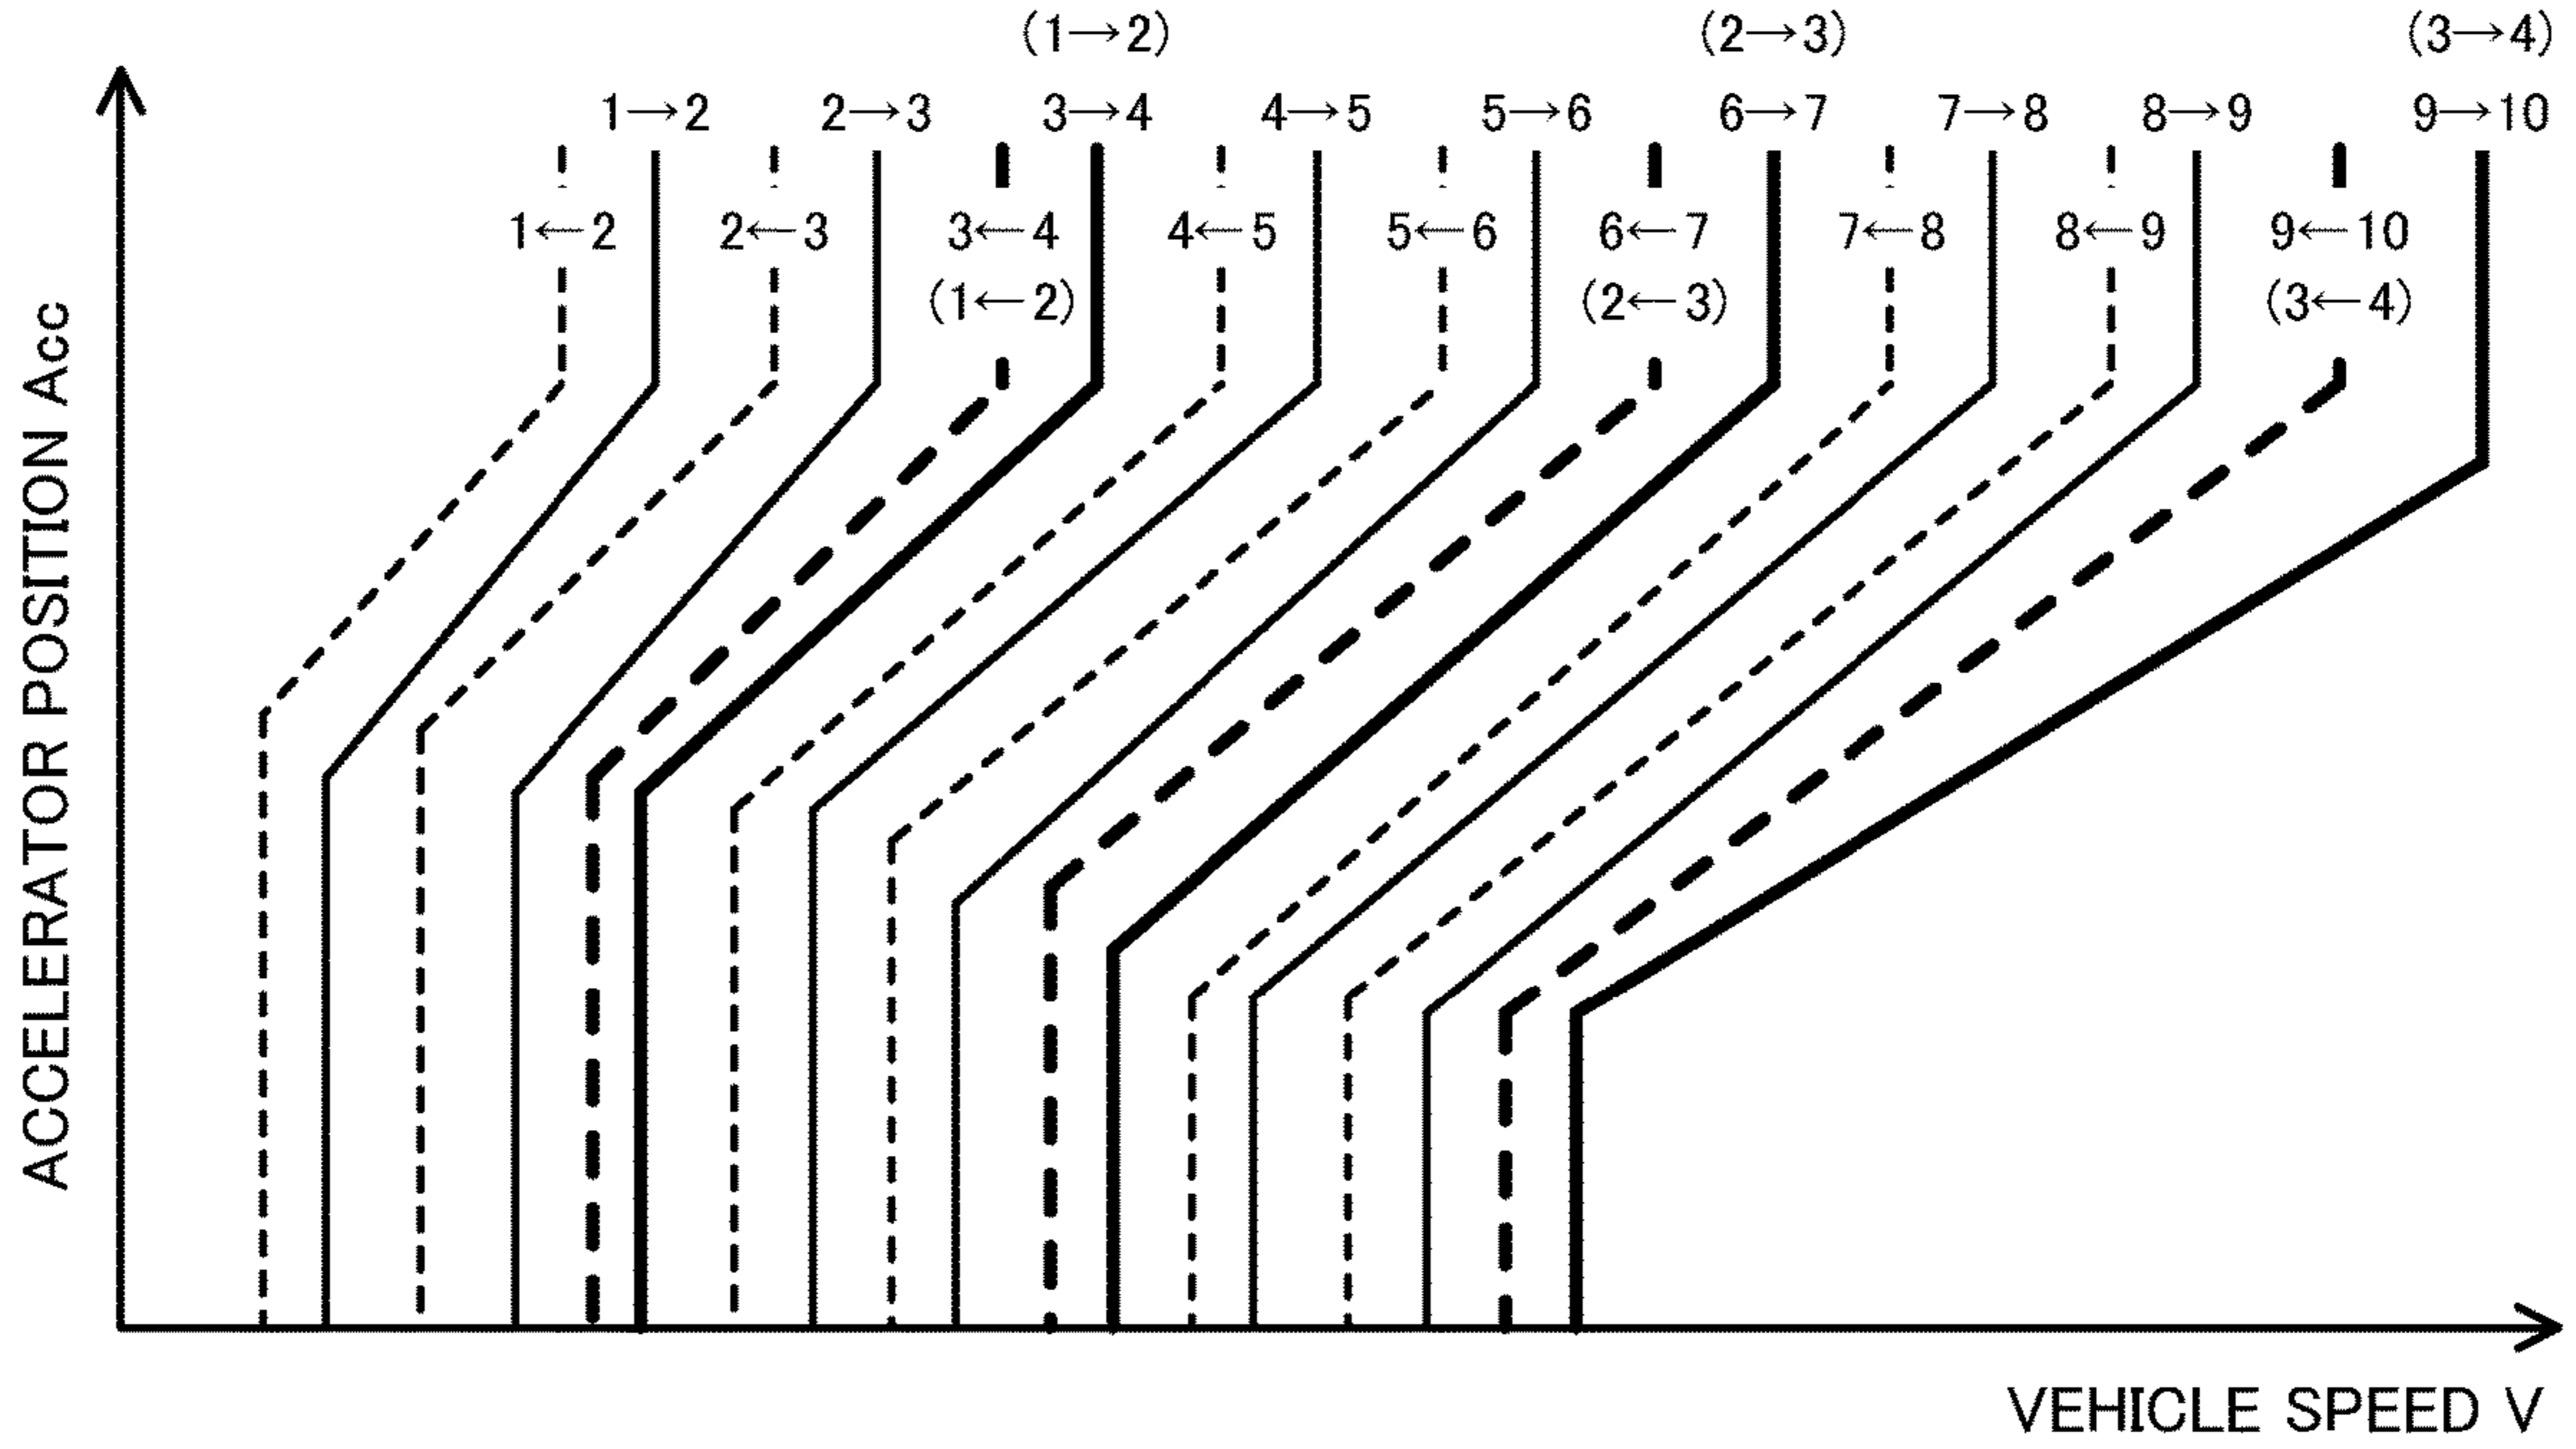 (1→2) (2→3) (3→4)
1→2 2→3 3→4 4→5 5→6 6→7 7→8 8→9 9→10
1←2 2←3 3←4 4←5 5←6 6←7 7←8 8←9 9←10
(1←2) (2←3) (3←4)
ACCELERATOR POSITION Acc
VEHICLE SPEED V